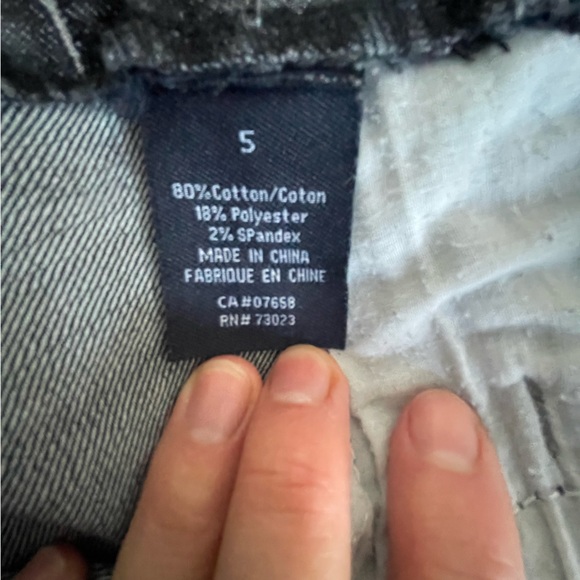 5
80%Cotton/Coton
18% Polyester
2% SPandex
MADE IN CHINA
FABRIQUE EN CHINE
CA#07658
RN# 73023